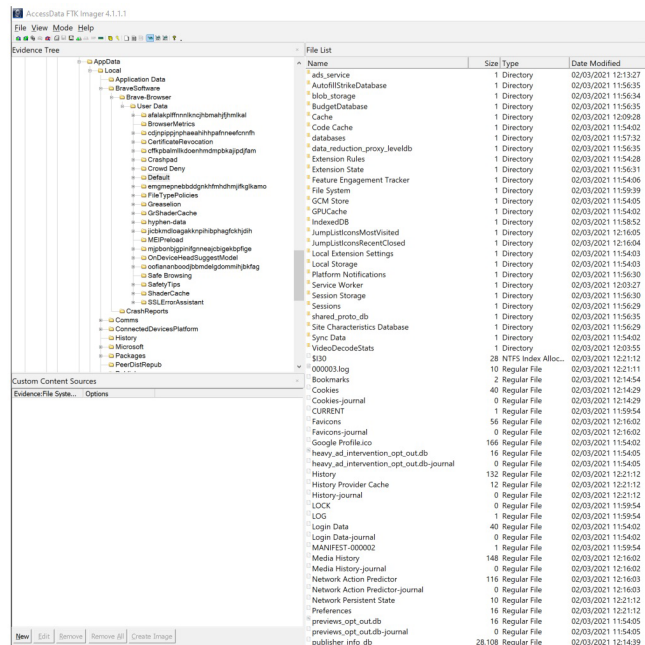 AccessData FTK Imager 4.1.1.1
File View Mode Help
Evidence Tree
AppData
Local
Application Data
BraveSoftware
Brave-Browser
User Data
afalakplffnnnlkncjhbmahjfjhmlkal
BrowserMetrics
cdjnpippjnphaeahihhpafnneefcnnfh
CertificateRevocation
cffkpbalmllkdoenhmdmpbkajipdjfam
Crashpad
Crowd Deny
Default
emgmepnebbddgnkhfmhdhmjifkglkamo
FileTypePolicies
Greaselion
GrShaderCache
hyphen-data
jicbkmdloagakknpihibphagfckhjdih
MEIPreload
mjpbonbjgpinifgnneajcbigekbpfige
OnDeviceHeadSuggestModel
oofiananboodjbbmdelgdommihjbkfag
Safe Browsing
SafetyTips
ShaderCache
SSLErrorAssistant
CrashReports
Comms
ConnectedDevicesPlatform
History
Microsoft
Packages
PeerDistRepub
Custom Content Sources
Evidence:File Syste... Options
New Edit Remove Remove All Create Image
File List
Name Size Type Date Modified
ads_service 1 Directory 02/03/2021 12:13:27
AutofillStrikeDatabase 1 Directory 02/03/2021 11:56:35
blob_storage 1 Directory 02/03/2021 11:56:34
BudgetDatabase 1 Directory 02/03/2021 11:56:35
Cache 1 Directory 02/03/2021 12:09:28
Code Cache 1 Directory 02/03/2021 11:54:02
databases 1 Directory 02/03/2021 11:57:32
data_reduction_proxy_leveldb 1 Directory 02/03/2021 11:56:35
Extension Rules 1 Directory 02/03/2021 11:54:28
Extension State 1 Directory 02/03/2021 11:56:31
Feature Engagement Tracker 1 Directory 02/03/2021 11:54:06
File System 1 Directory 02/03/2021 11:59:39
GCM Store 1 Directory 02/03/2021 11:54:05
GPUCache 1 Directory 02/03/2021 11:54:02
IndexedDB 1 Directory 02/03/2021 11:58:52
JumpListIconsMostVisited 1 Directory 02/03/2021 12:16:05
JumpListIconsRecentClosed 1 Directory 02/03/2021 12:16:04
Local Extension Settings 1 Directory 02/03/2021 11:54:03
Local Storage 1 Directory 02/03/2021 11:54:03
Platform Notifications 1 Directory 02/03/2021 11:56:30
Service Worker 1 Directory 02/03/2021 12:03:27
Session Storage 1 Directory 02/03/2021 11:56:30
Sessions 1 Directory 02/03/2021 11:56:29
shared_proto_db 1 Directory 02/03/2021 11:56:35
Site Characteristics Database 1 Directory 02/03/2021 11:56:29
Sync Data 1 Directory 02/03/2021 11:54:02
VideoDecodeStats 1 Directory 02/03/2021 12:03:55
$I30 28 NTFS Index Alloc... 02/03/2021 12:21:12
000003.log 10 Regular File 02/03/2021 12:21:11
Bookmarks 2 Regular File 02/03/2021 12:14:54
Cookies 40 Regular File 02/03/2021 12:14:29
Cookies-journal 0 Regular File 02/03/2021 12:14:29
CURRENT 1 Regular File 02/03/2021 11:59:54
Favicons 56 Regular File 02/03/2021 12:16:02
Favicons-journal 0 Regular File 02/03/2021 12:16:02
Google Profile.ico 166 Regular File 02/03/2021 11:54:02
heavy_ad_intervention_opt_out.db 16 Regular File 02/03/2021 11:54:05
heavy_ad_intervention_opt_out.db-journal 0 Regular File 02/03/2021 11:54:05
History 132 Regular File 02/03/2021 12:21:12
History Provider Cache 12 Regular File 02/03/2021 12:21:12
History-journal 0 Regular File 02/03/2021 12:21:12
LOCK 0 Regular File 02/03/2021 11:59:54
LOG 1 Regular File 02/03/2021 11:59:54
Login Data 40 Regular File 02/03/2021 11:54:02
Login Data-journal 0 Regular File 02/03/2021 11:54:02
MANIFEST-000002 1 Regular File 02/03/2021 11:59:54
Media History 148 Regular File 02/03/2021 12:16:02
Media History-journal 0 Regular File 02/03/2021 12:16:02
Network Action Predictor 116 Regular File 02/03/2021 12:16:03
Network Action Predictor-journal 0 Regular File 02/03/2021 12:16:03
Network Persistent State 10 Regular File 02/03/2021 12:21:12
Preferences 16 Regular File 02/03/2021 12:21:12
previews_opt_out.db 16 Regular File 02/03/2021 11:54:05
previews_opt_out.db-journal 0 Regular File 02/03/2021 11:54:05
publisher_info_db 28,108 Regular File 02/03/2021 12:14:39